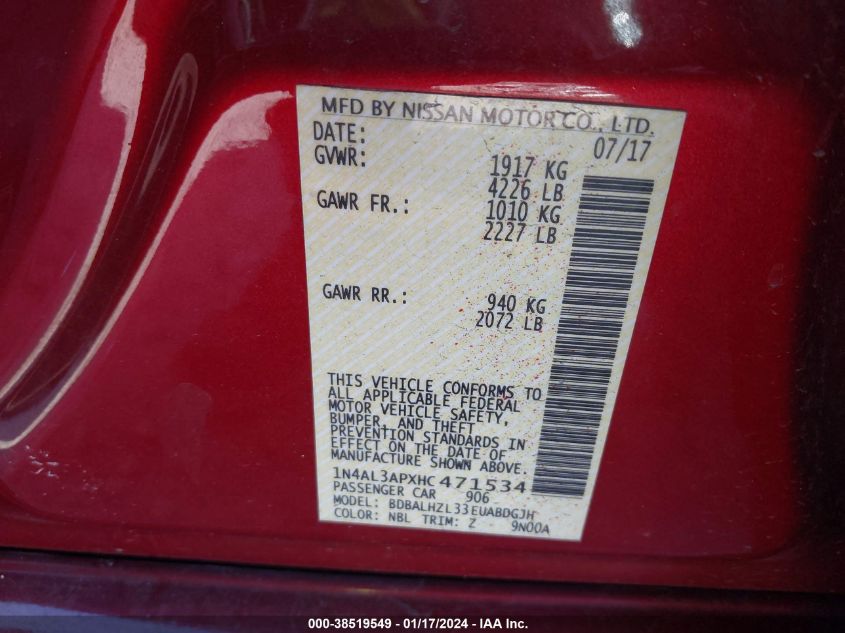 MFD BY NISSAN MOTOR CO., LTD.
DATE: 07/17
GVWR: 1917 KG
4226 LB
GAWR FR.: 1010 KG
2227 LB
GAWR RR.: 940 KG
2072 LB
THIS VEHICLE CONFORMS TO
ALL APPLICABLE FEDERAL
MOTOR VEHICLE SAFETY,
BUMPER, AND THEFT
PREVENTION STANDARDS IN
EFFECT ON THE DATE OF
MANUFACTURE SHOWN ABOVE.
1N4AL3APXHC471534
PASSENGER CAR 906
MODEL: BDBALHZL33EUABDGJH
COLOR: NBL TRIM: Z 9N00A
000-38519549 - 01/17/2024 - IAA Inc.